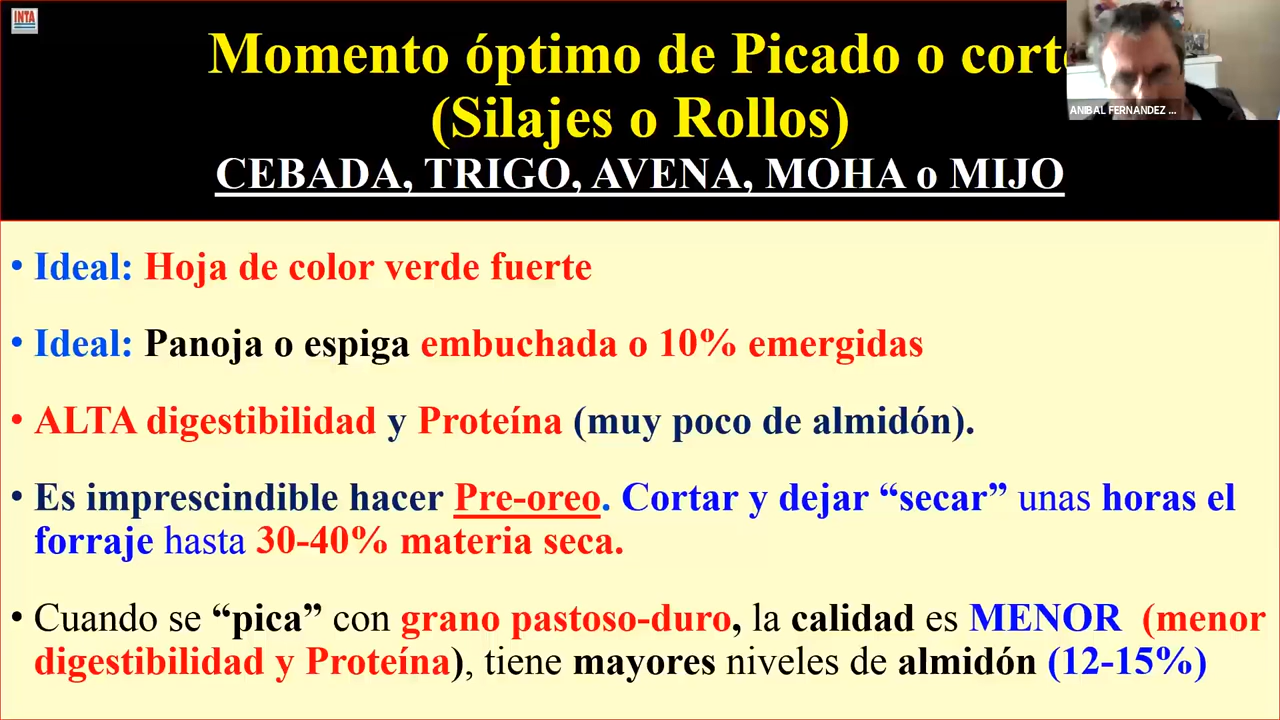 INTA
Momento óptimo de Picado o corte
(Silajes o Rollos)
CEBADA, TRIGO, AVENA, MOHA o MIJO
ANIBAL FERNANDEZ ...
• Ideal: Hoja de color verde fuerte
• Ideal: Panoja o espiga embuchada o 10% emergidas
• ALTA digestibilidad y Proteína (muy poco de almidón).
• Es imprescindible hacer Pre-oreo. Cortar y dejar “secar” unas horas el
forraje hasta 30-40% materia seca.
• Cuando se “pica” con grano pastoso-duro, la calidad es MENOR (menor
digestibilidad y Proteína), tiene mayores niveles de almidón (12-15%)